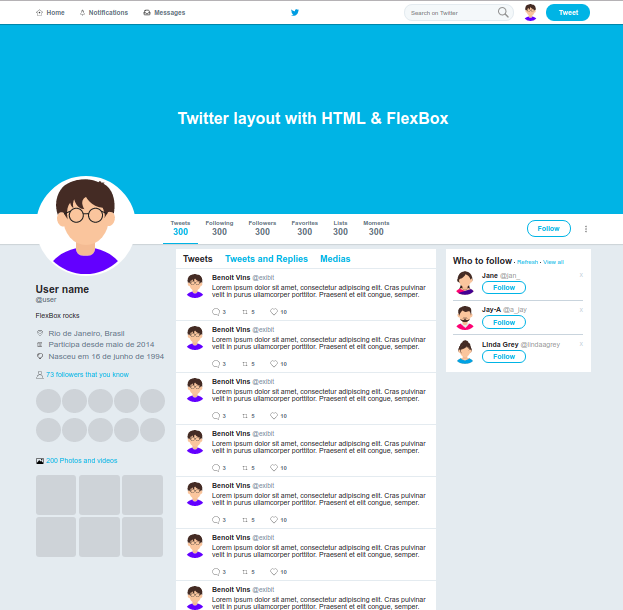 Home Notifications Messages Search on Twitter Tweet
Twitter layout with HTML & FlexBox
Tweets Following Followers Favorites Lists Moments
300 300 300 300 300 300
Follow
User name
@user
FlexBox rocks
Rio de Janeiro, Brasil
Participa desde maio de 2014
Nasceu em 16 de junho de 1994
73 followers that you know
200 Photos and videos
Tweets Tweets and Replies Medias
Benoit Vins @exibit
Lorem ipsum dolor sit amet, consectetur adipiscing elit. Cras pulvinar
velit in purus ullamcorper porttitor. Praesent et elit congue, semper.
3 5 10
Benoit Vins @exibit
Lorem ipsum dolor sit amet, consectetur adipiscing elit. Cras pulvinar
velit in purus ullamcorper porttitor. Praesent et elit congue, semper.
3 5 10
Benoit Vins @exibit
Lorem ipsum dolor sit amet, consectetur adipiscing elit. Cras pulvinar
velit in purus ullamcorper porttitor. Praesent et elit congue, semper.
3 5 10
Benoit Vins @exibit
Lorem ipsum dolor sit amet, consectetur adipiscing elit. Cras pulvinar
velit in purus ullamcorper porttitor. Praesent et elit congue, semper.
3 5 10
Benoit Vins @exibit
Lorem ipsum dolor sit amet, consectetur adipiscing elit. Cras pulvinar
velit in purus ullamcorper porttitor. Praesent et elit congue, semper.
3 5 10
Benoit Vins @exibit
Lorem ipsum dolor sit amet, consectetur adipiscing elit. Cras pulvinar
velit in purus ullamcorper porttitor. Praesent et elit congue, semper.
3 5 10
Benoit Vins @exibit
Lorem ipsum dolor sit amet, consectetur adipiscing elit. Cras pulvinar
velit in purus ullamcorper porttitor. Praesent et elit congue, semper.
Who to follow · Refresh · View all
Jane @jan_ x
Follow
Jay-A @a_jay x
Follow
Linda Grey @lindaagrey x
Follow